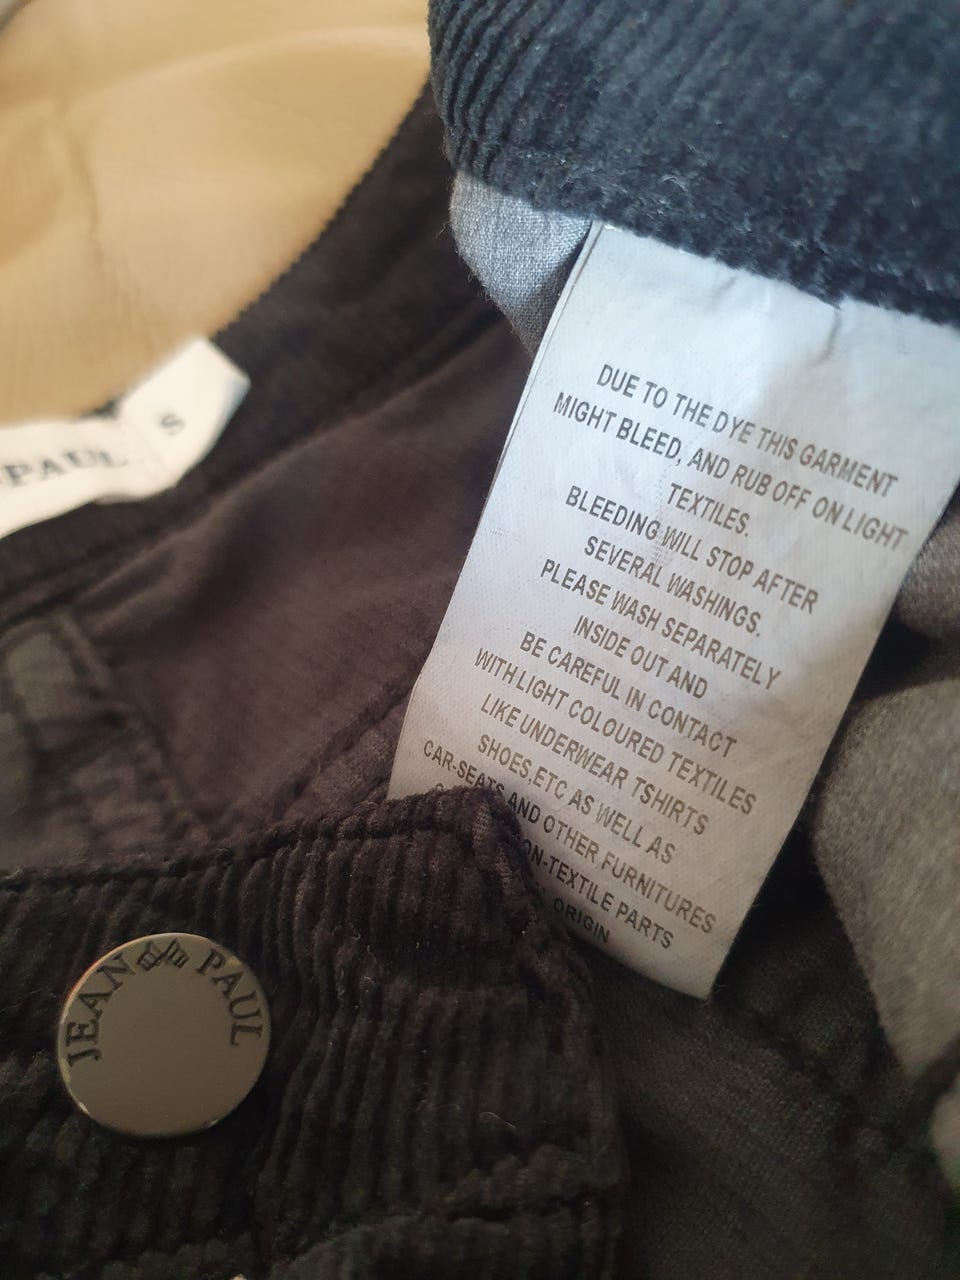 DUE TO THE DYE THIS GARMENT
MIGHT BLEED, AND RUB OFF ON LIGHT
TEXTILES.
BLEEDING WILL STOP AFTER
SEVERAL WASHINGS.
PLEASE WASH SEPARATELY
INSIDE OUT AND
BE CAREFUL IN CONTACT
WITH LIGHT COLOURED TEXTILES
LIKE UNDERWEAR TSHIRTS
SHOES,ETC AS WELL AS
CAR-SEATS AND OTHER FURNITURES
ON-TEXTILE PARTS
ORIGIN
PAUL
S
JEAN PAUL